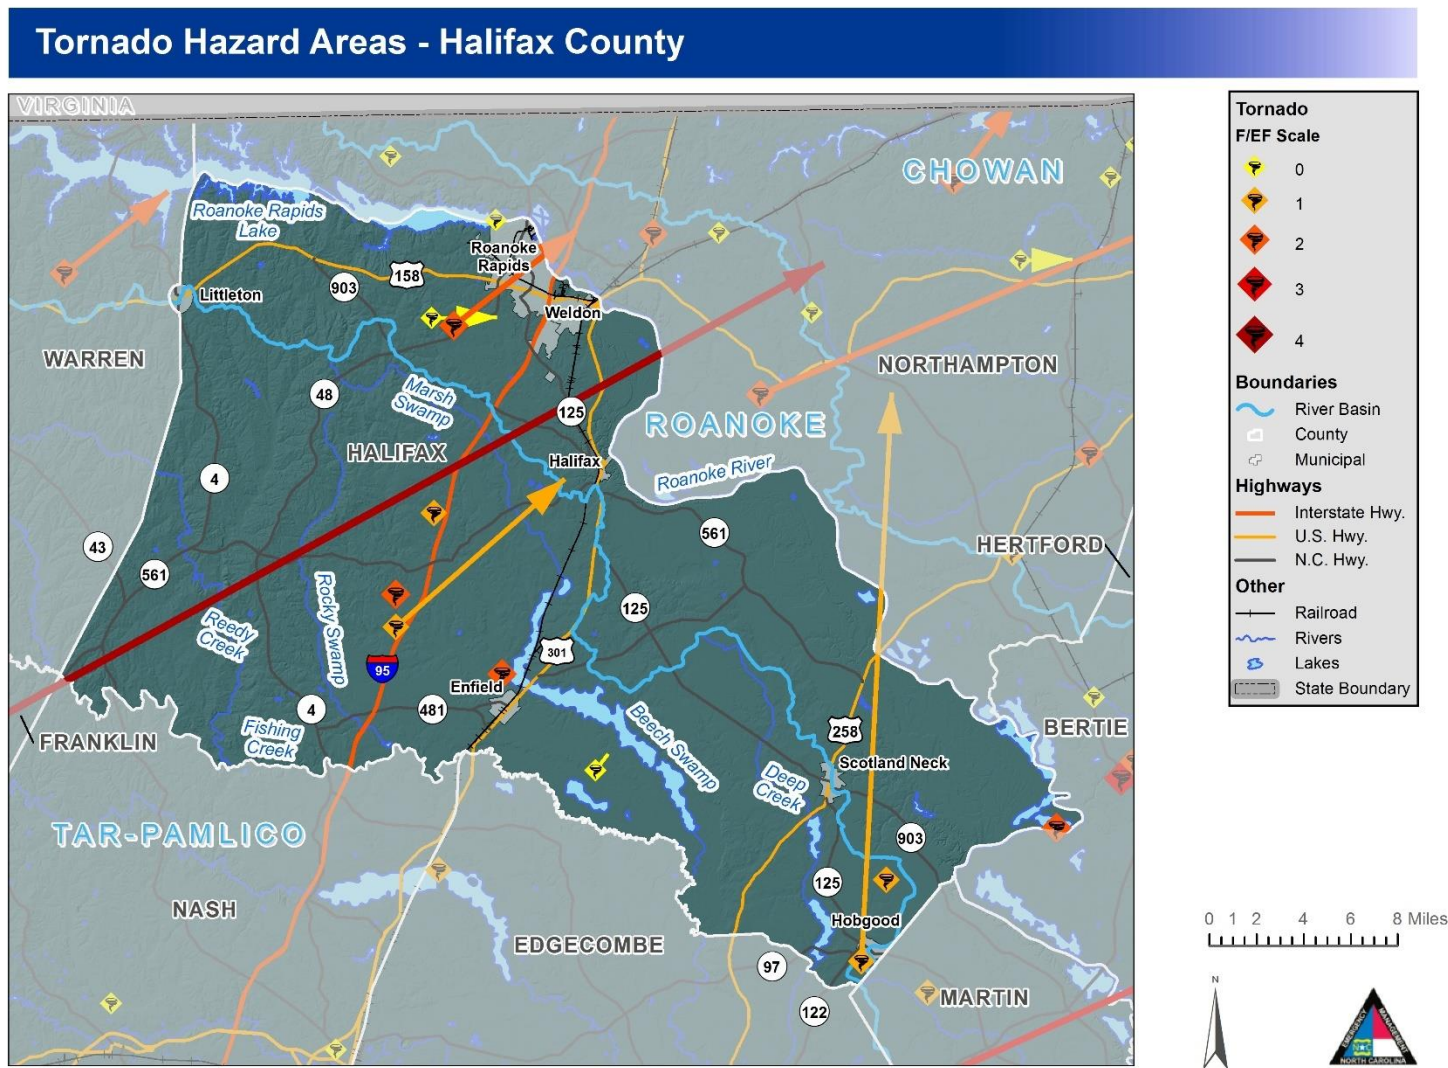 Tornado Hazard Areas - Halifax County
VIRGINIA
CHOWAN
Roanoke Rapids
Lake
Roanoke
Rapids
158
903
Littleton
Weldon
WARREN
NORTHAMPTON
48
Marsh
Swamp
125
ROANOKE
HALIFAX
Halifax
Roanoke River
4
561
43
HERTFORD
561
125
Reedy
Creek
Rocky Swamp
301
95
Enfield
4
481
Beech Swamp
Fishing
Creek
FRANKLIN
258
BERTIE
Scotland Neck
Deep
Creek
TAR-PAMLICO
903
125
NASH
Hobgood
EDGECOMBE
97
MARTIN
122
Tornado
F/EF Scale
0
1
2
3
4
Boundaries
River Basin
County
Municipal
Highways
Interstate Hwy.
U.S. Hwy.
N.C. Hwy.
Other
Railroad
Rivers
Lakes
State Boundary
0 1 2 4 6 8 Miles
N
EMERGENCY
MANAGEMENT
N C
NORTH CAROLINA